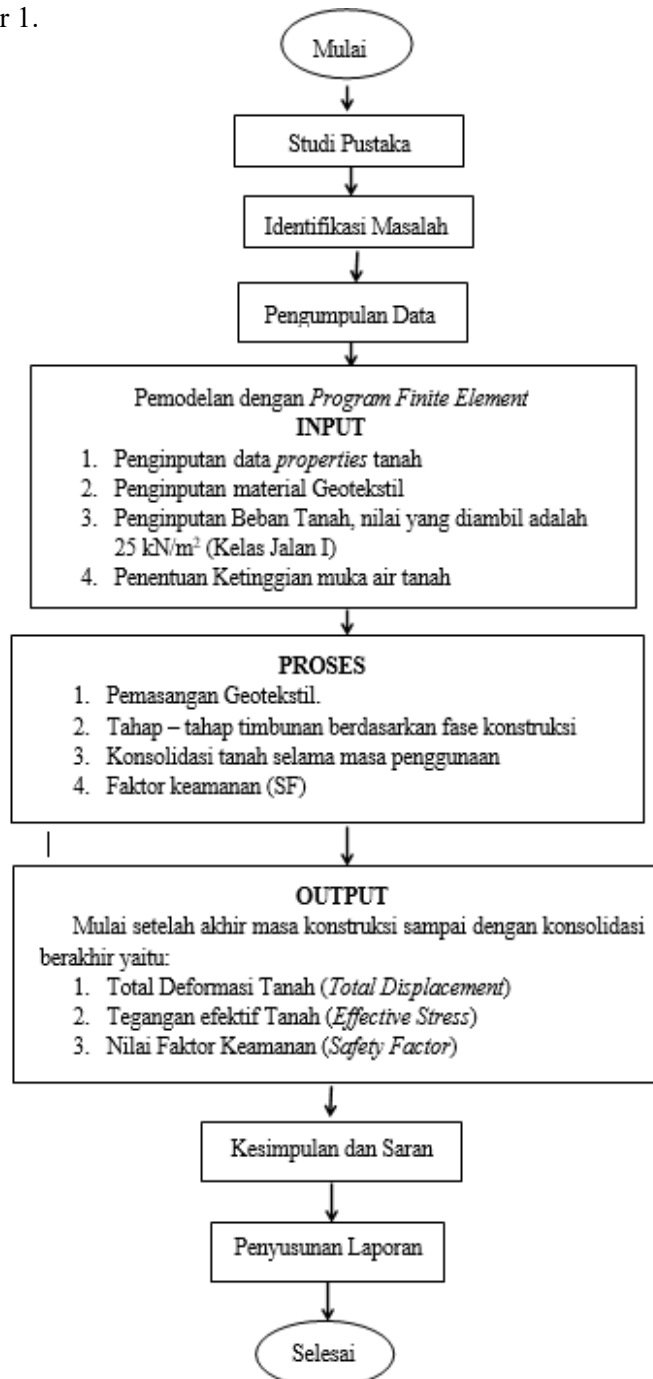 r 1.
Mulai
Studi Pustaka
Identifikasi Masalah
Pengumpulan Data
Pemodelan dengan Program Finite Element
INPUT
1. Penginputan data properties tanah
2. Penginputan material Geotekstil
3. Penginputan Beban Tanah, nilai yang diambil adalah
25 kN/m² (Kelas Jalan I)
4. Penentuan Ketinggian muka air tanah
PROSES
1. Pemasangan Geotekstil.
2. Tahap – tahap timbunan berdasarkan fase konstruksi
3. Konsolidasi tanah selama masa penggunaan
4. Faktor keamanan (SF)
OUTPUT
Mulai setelah akhir masa konstruksi sampai dengan konsolidasi
berakhir yaitu:
1. Total Deformasi Tanah (Total Displacement)
2. Tegangan efektif Tanah (Effective Stress)
3. Nilai Faktor Keamanan (Safety Factor)
Kesimpulan dan Saran
Penyusunan Laporan
Selesai